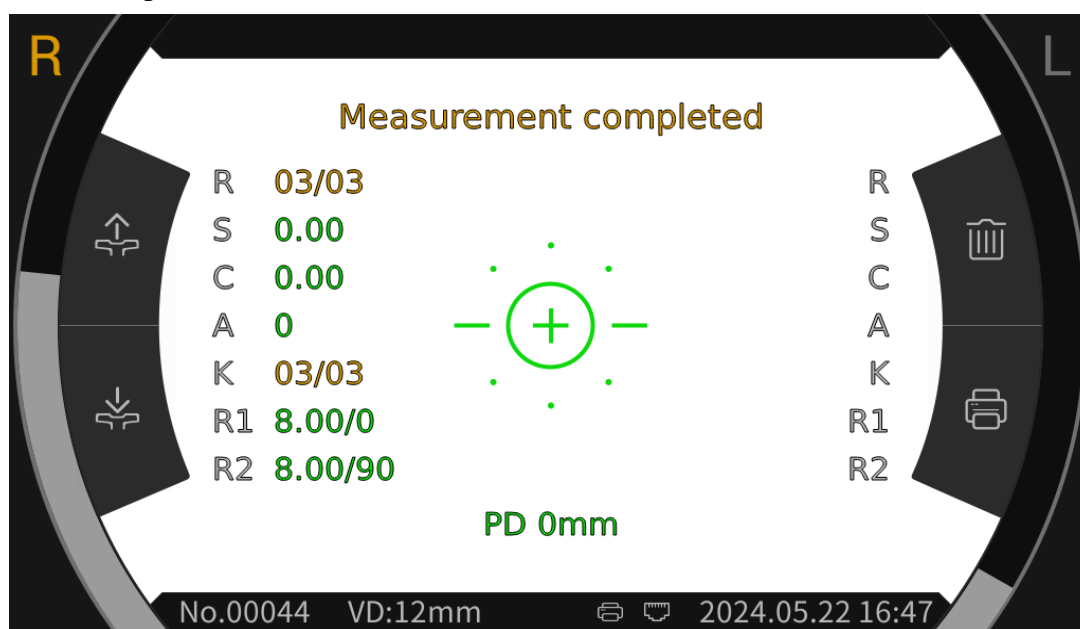 R
L
Measurement completed
R 03/03 R
S 0.00 S
C 0.00 C
A 0 A
K 03/03 K
R1 8.00/0 R1
R2 8.00/90 R2
PD 0mm
No.00044 VD:12mm 2024.05.22 16:47